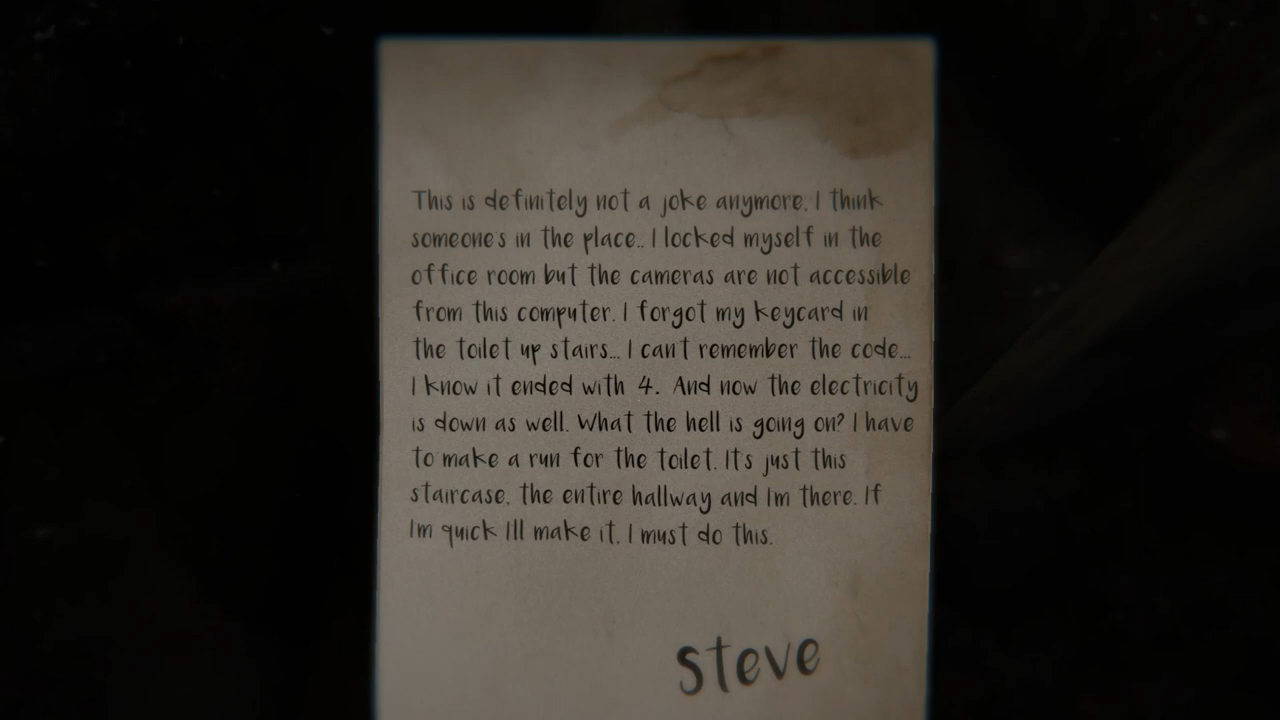 This is definitely not a joke anymore. I think
someone's in the place.. I locked myself in the
office room but the cameras are not accessible
from this computer. I forgot my keycard in
the toilet up stairs... I can't remember the code...
I know it ended with 4. And now the electricity
is down as well. What the hell is going on? I have
to make a run for the toilet. It's just this
staircase, the entire hallway and Im there. If
Im quick Ill make it. I must do this.
steve